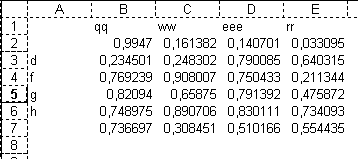 A B C D E
1 qq ww eee rr
2 0,9947 0,161382 0,140701 0,033095
3 d 0,234501 0,248302 0,790085 0,640315
4 f 0,769239 0,908007 0,750433 0,211344
5 g 0,82094 0,65875 0,791392 0,475872
6 h 0,748975 0,890706 0,830111 0,734093
7 0,736697 0,308451 0,510166 0,554435
8